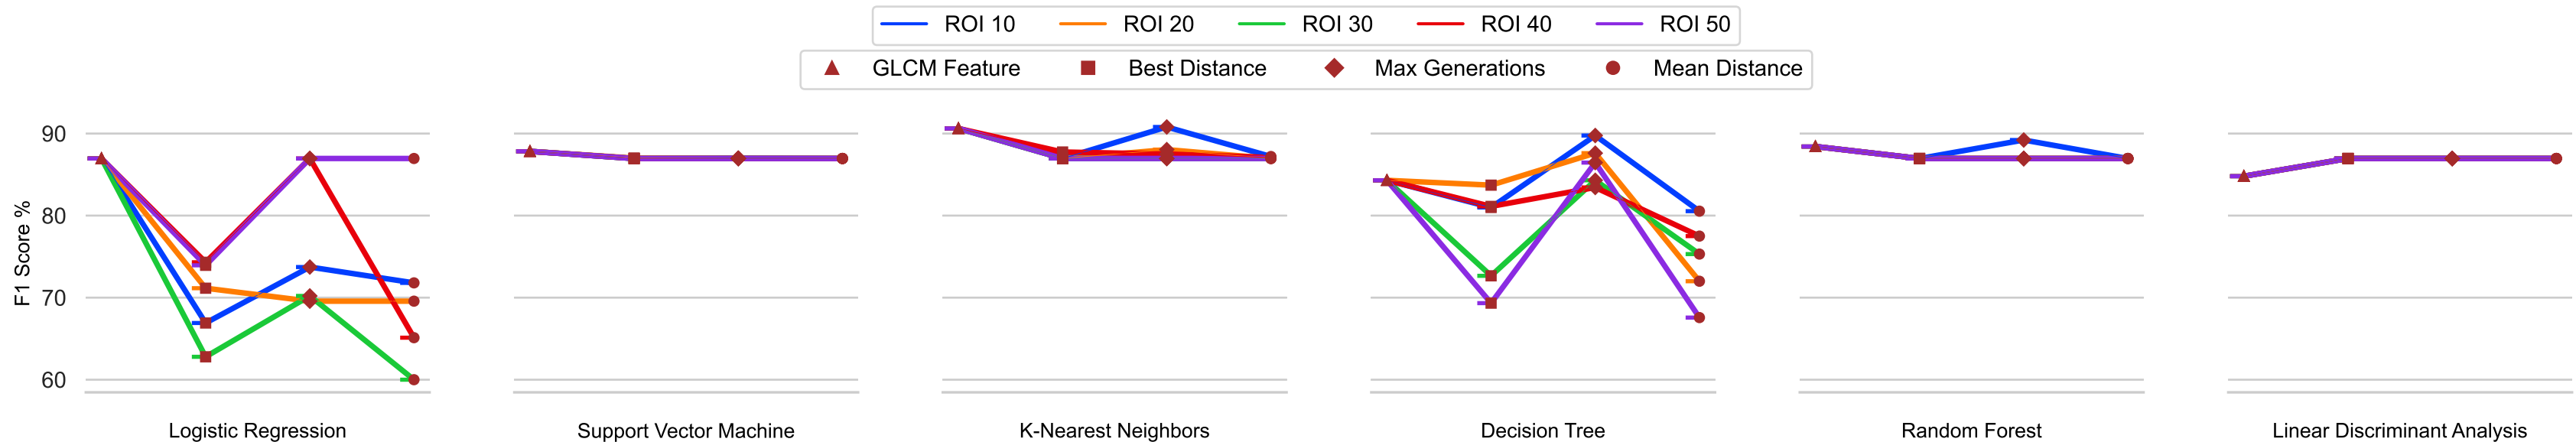 ROI 10 ROI 20 ROI 30 ROI 40 ROI 50
GLCM Feature Best Distance Max Generations Mean Distance
F1 Score %
90
80
70
60
Logistic Regression Support Vector Machine K-Nearest Neighbors Decision Tree Random Forest Linear Discriminant Analysis